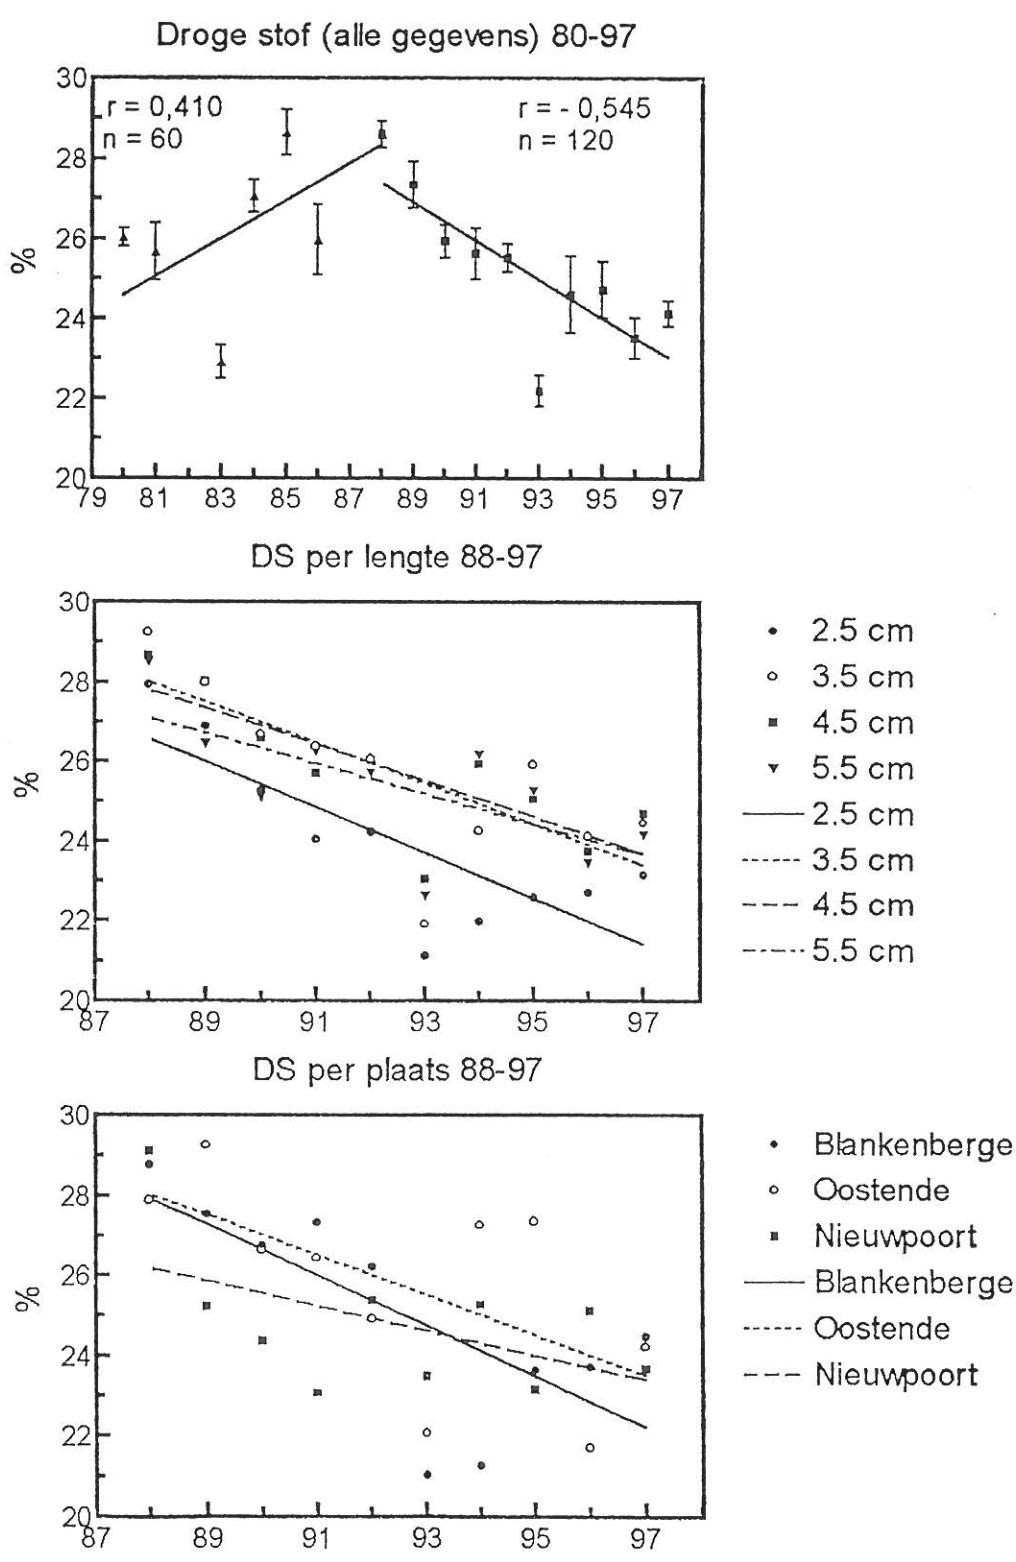 Droge stof (alle gegevens) 80-97
30
28
26
24
22
20
%
r = 0,410
n = 60
r = - 0,545
n = 120
79 81 83 85 87 89 91 93 95 97
DS per lengte 88-97
30
28
26
24
22
20
%
87 89 91 93 95 97
2.5 cm
3.5 cm
4.5 cm
5.5 cm
2.5 cm
3.5 cm
4.5 cm
5.5 cm
DS per plaats 88-97
30
28
26
24
22
20
%
87 89 91 93 95 97
Blankenberge
Oostende
Nieuwpoort
Blankenberge
Oostende
Nieuwpoort